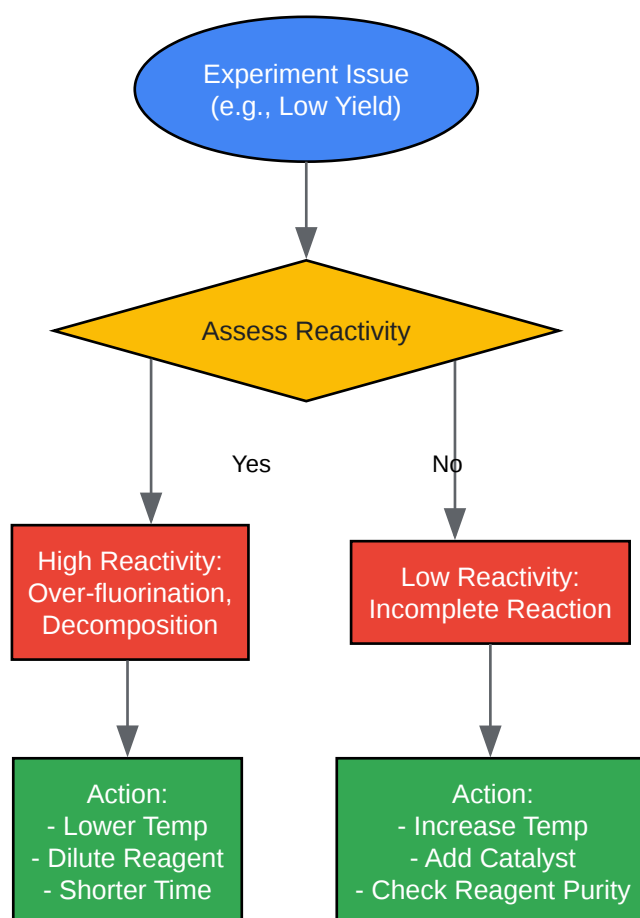 Experiment Issue
(e.g., Low Yield)
Assess Reactivity
Yes
No
High Reactivity:
Over-fluorination,
Decomposition
Low Reactivity:
Incomplete Reaction
Action:
- Lower Temp
- Dilute Reagent
- Shorter Time
Action:
- Increase Temp
- Add Catalyst
- Check Reagent Purity